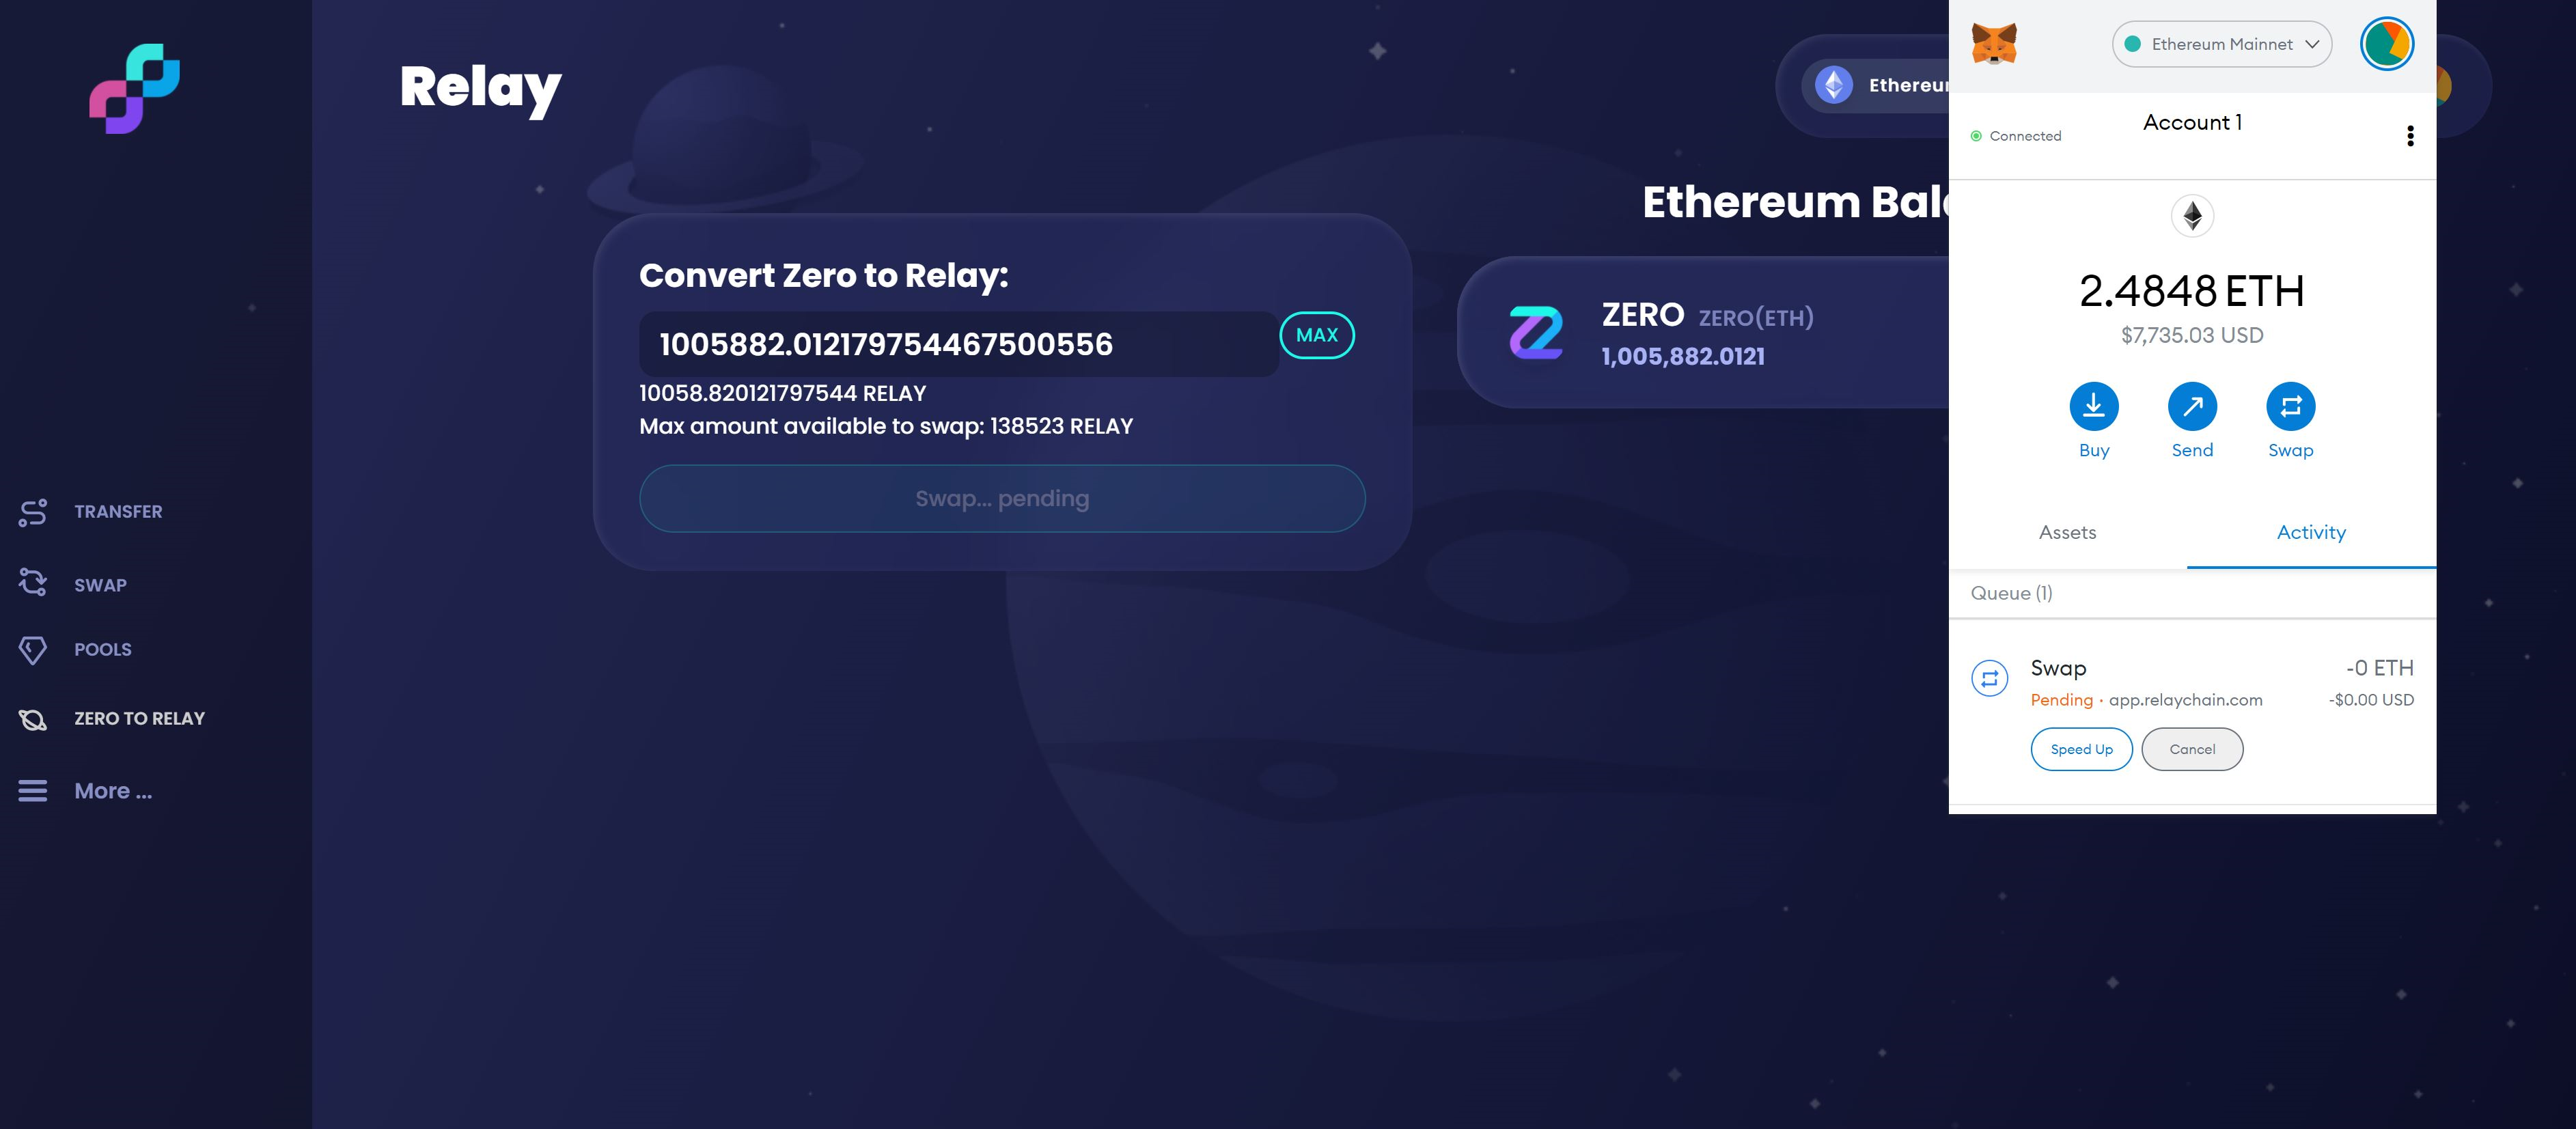 Relay
TRANSFER
SWAP
POOLS
ZERO TO RELAY
More ...
Convert Zero to Relay:
1005882.012179754467500556
MAX
10058.820121797544 RELAY
Max amount available to swap: 138523 RELAY
Swap... pending
Ethereum Bal
ZERO ZERO(ETH)
1,005,882.0121
Ethereum Mainnet
Connected
Account 1
2.4848 ETH
$7,735.03 USD
Buy
Send
Swap
Assets
Activity
Queue (1)
Swap
-0 ETH
Pending · app.relaychain.com
-$0.00 USD
Speed Up
Cancel